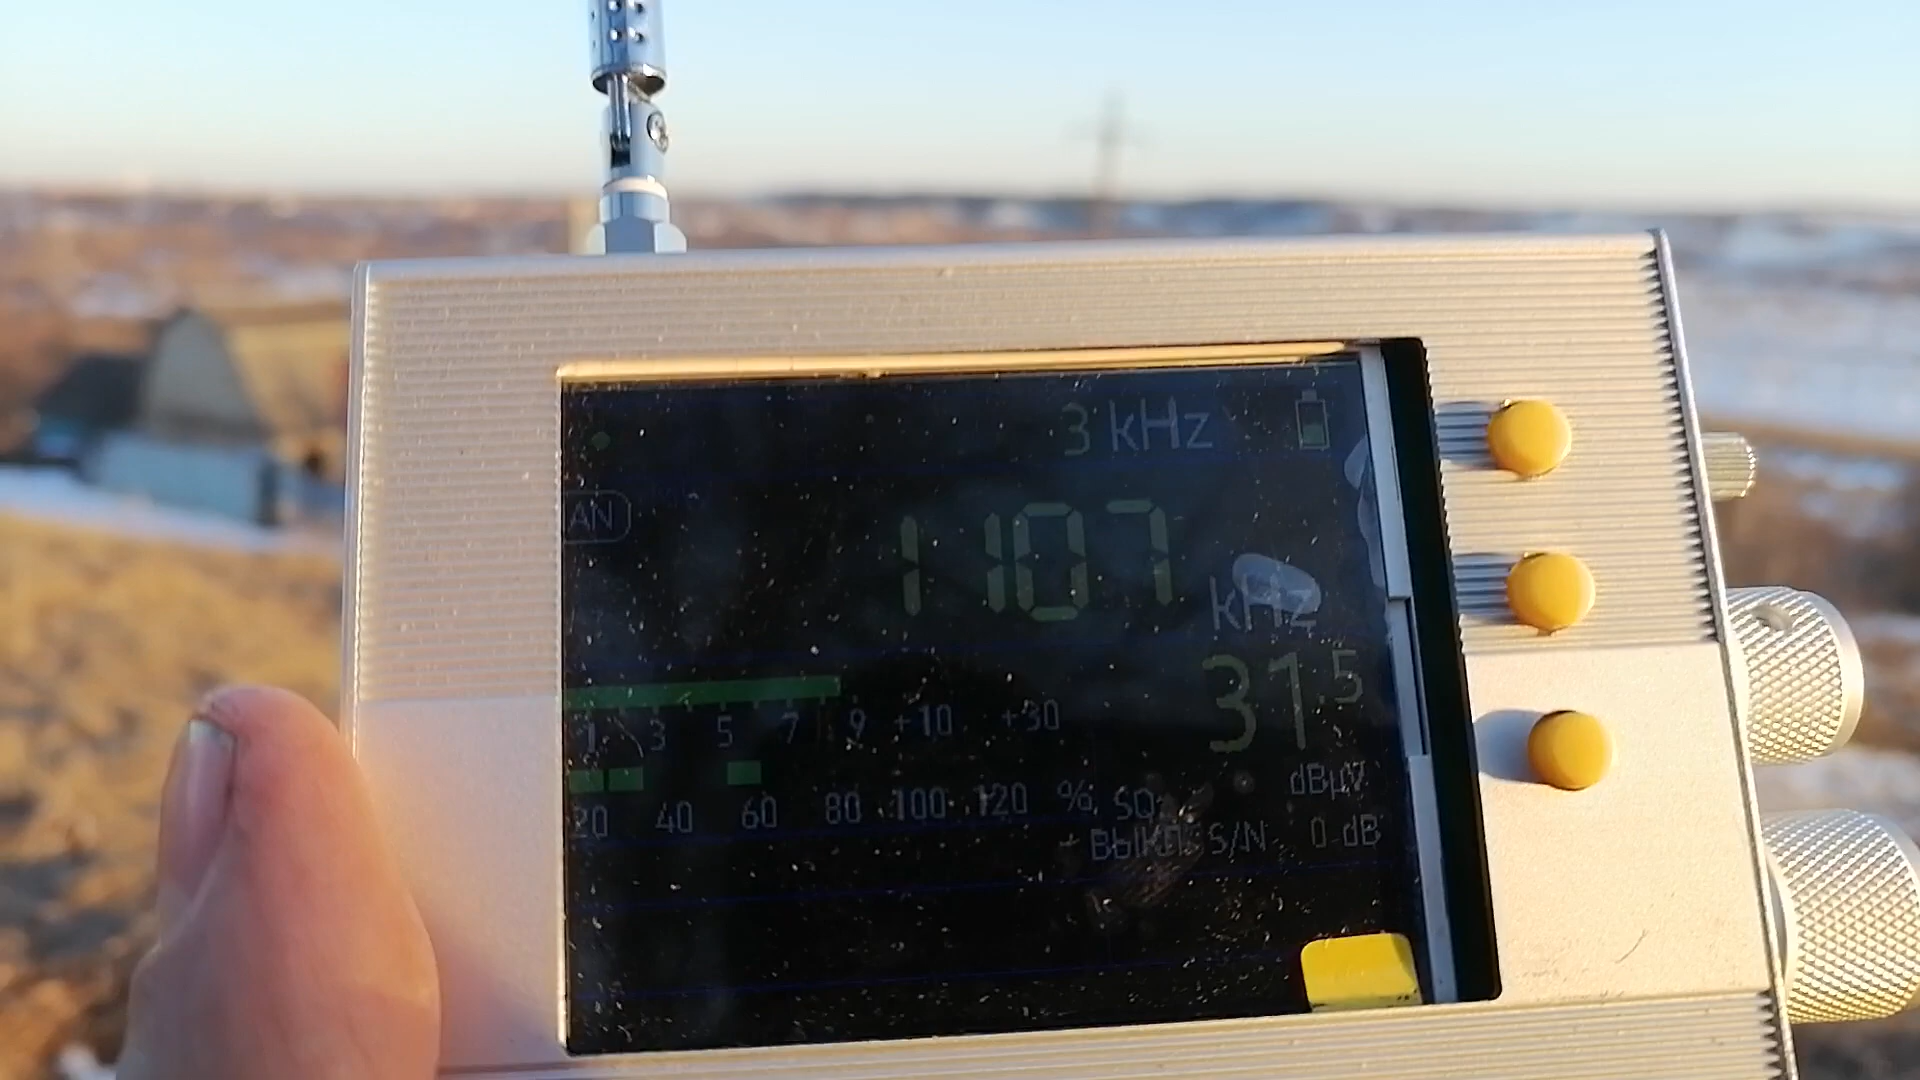 3 kHz
AN
1107
kHz
31.5
1 3 5 7 9 +10 +30
dBµV
20 40 60 80 100 120 % SQ
ВЫКЛ S/N 0 dB